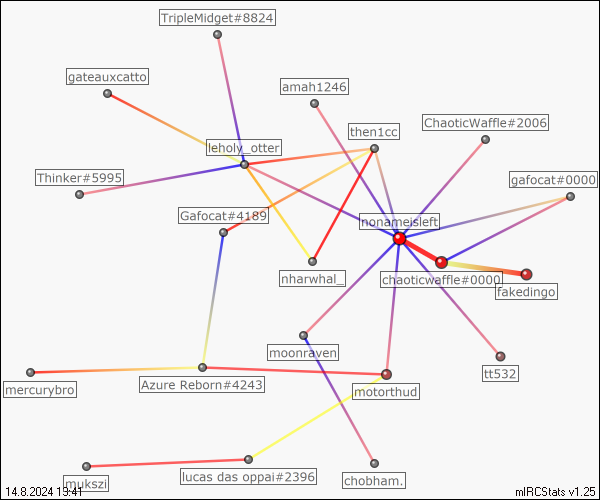 TripleMidget#8824
gateauxcatto
amah1246
ChaoticWaffle#2006
then1cc
leholy_otter
Thinker#5995
gafocat#0000
Gafocat#4189
nonameisleft
nharwhal_
chaoticwaffle#0000
fakedingo
moonraven
tt532
mercurybro
Azure Reborn#4243
motorthud
mukszi
lucas das oppai#2396
chobham.
14.8.2024 19:41
mIRCStats v1.25